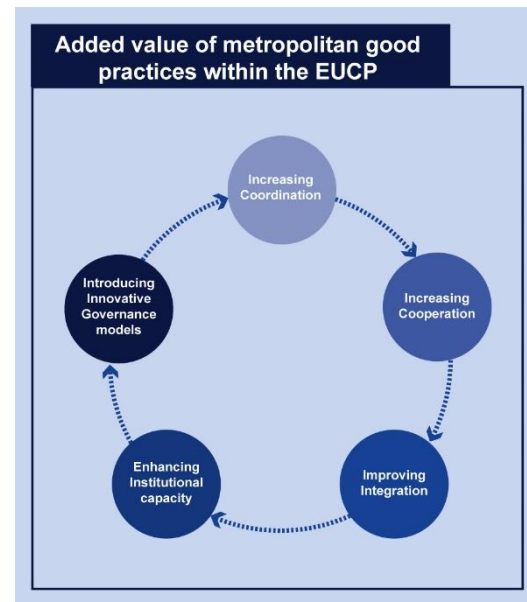 Added value of metropolitan good
practices within the EUCP
Increasing
Coordination
Increasing
Cooperation
Improving
Integration
Enhancing
Institutional
capacity
Introducing
Innovative
Governance
models